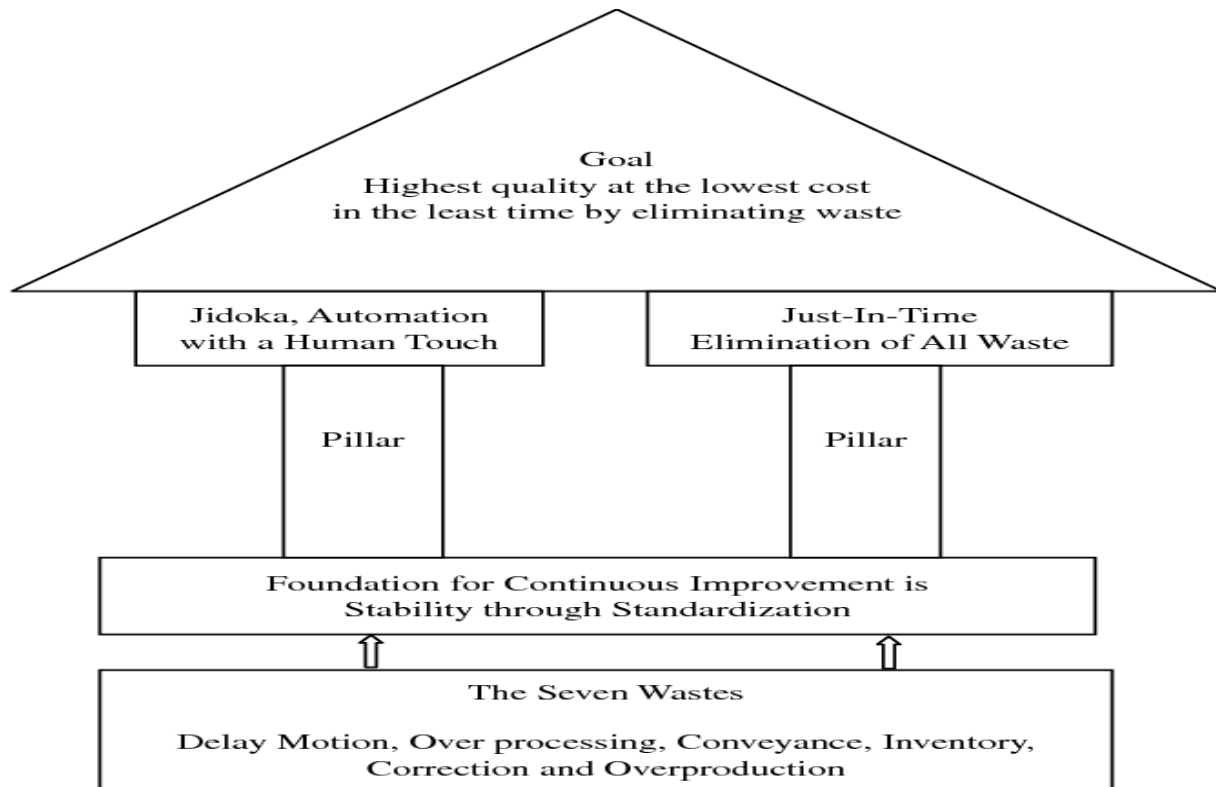 Goal
Highest quality at the lowest cost
in the least time by eliminating waste
Jidoka, Automation
with a Human Touch
Just-In-Time
Elimination of All Waste
Pillar
Pillar
Foundation for Continuous Improvement is
Stability through Standardization
The Seven Wastes
Delay Motion, Over processing, Conveyance, Inventory,
Correction and Overproduction